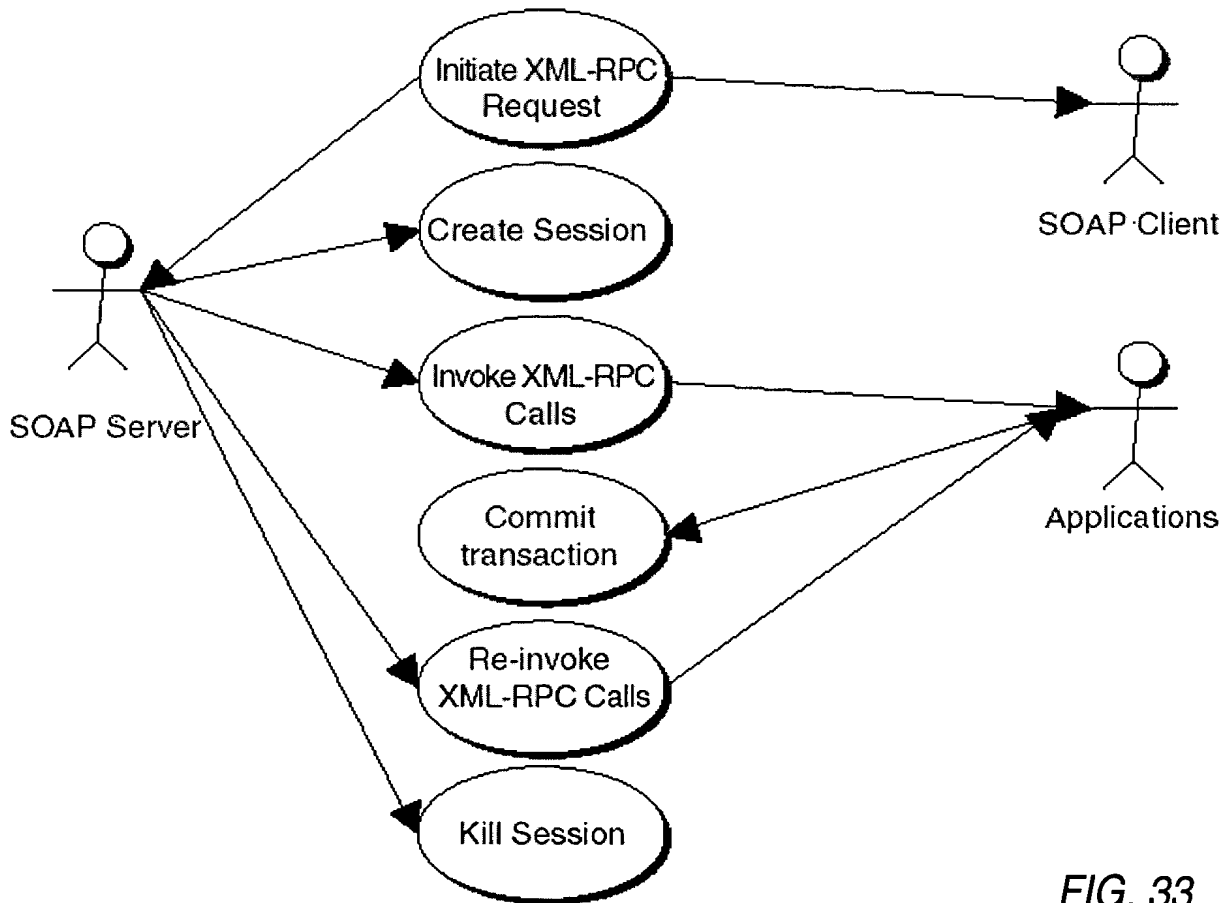 Initiate XML-RPC
Request
SOAP Client
Create Session
SOAP Server
Invoke XML-RPC
Calls
Applications
Commit
transaction
Re-invoke
XML-RPC Calls
Kill Session
FIG. 33